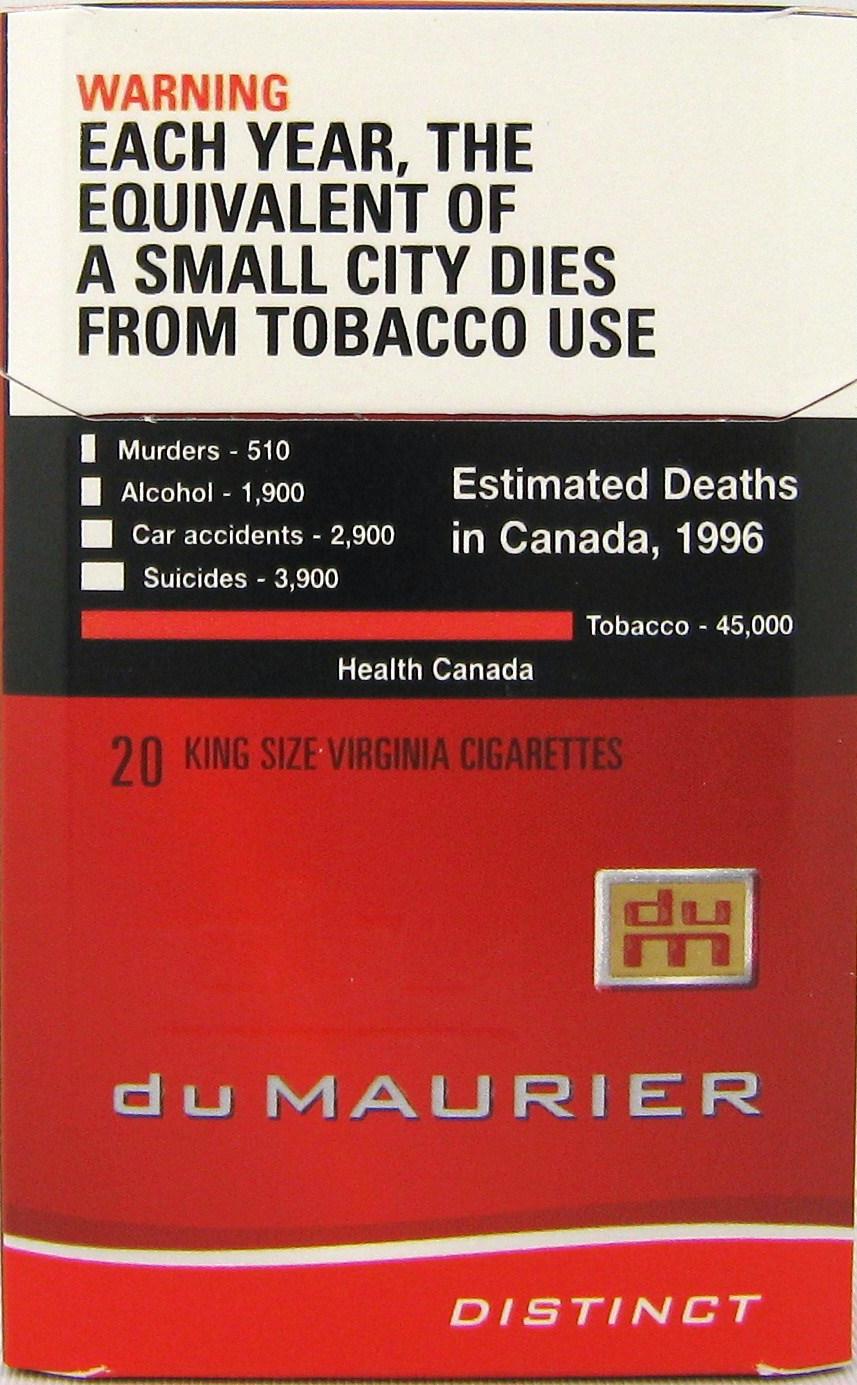 WARNING
EACH YEAR, THE
EQUIVALENT OF
A SMALL CITY DIES
FROM TOBACCO USE
Murders - 510
Alcohol - 1,900
Car accidents - 2,900
Suicides - 3,900
Estimated Deaths
in Canada, 1996
Tobacco - 45,000
Health Canada
20 KING SIZE VIRGINIA CIGARETTES
du
m
du MAURIER
DISTINCT